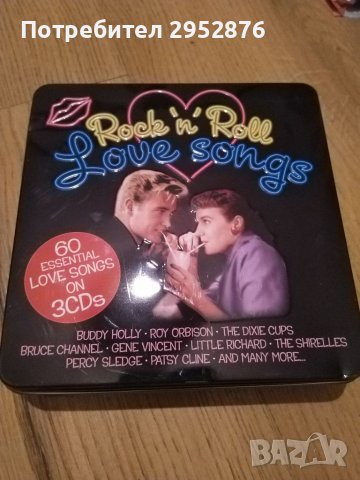 Потребител 2952876
Rock 'n' Roll
Love songs
60
ESSENTIAL
LOVE SONGS
ON
3CDs
BUDDY HOLLY · ROY ORBISON · THE DIXIE CUPS
BRUCE CHANNEL · GENE VINCENT · LITTLE RICHARD · THE SHIRELLES
PERCY SLEDGE · PATSY CLINE · AND MANY MORE...
BAZAR